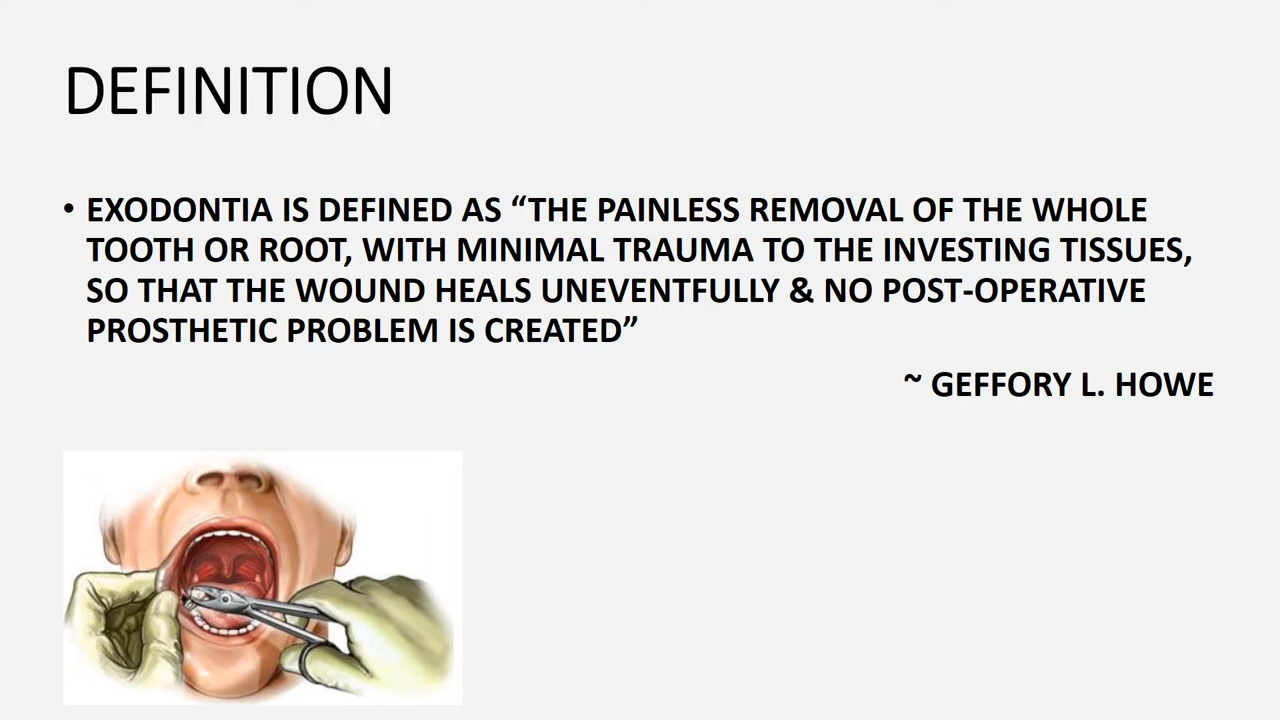 DEFINITION
• EXODONTIA IS DEFINED AS “THE PAINLESS REMOVAL OF THE WHOLE
TOOTH OR ROOT, WITH MINIMAL TRAUMA TO THE INVESTING TISSUES,
SO THAT THE WOUND HEALS UNEVENTFULLY & NO POST-OPERATIVE
PROSTHETIC PROBLEM IS CREATED”
~ GEFFORY L. HOWE